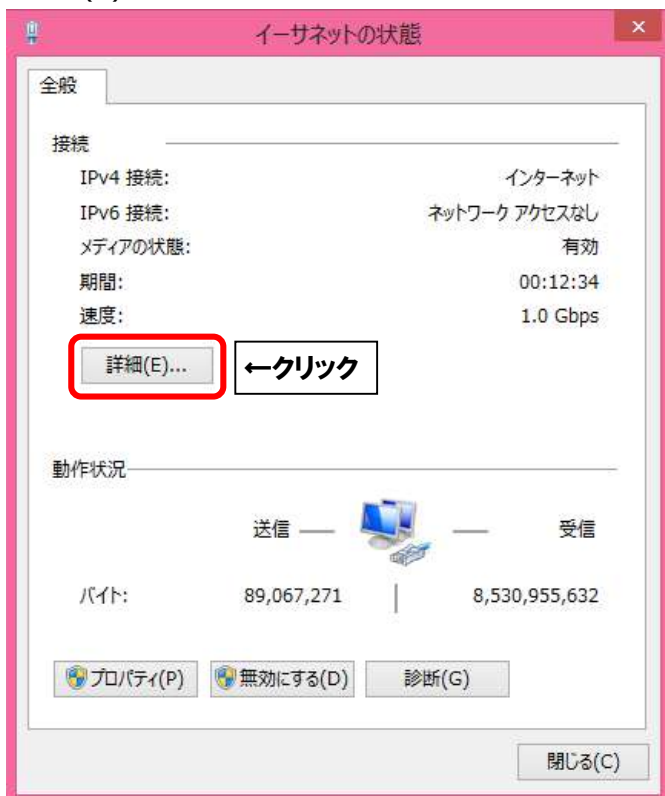 イーサネットの状態
全般
接続
IPv4 接続: インターネット
IPv6 接続: ネットワーク アクセスなし
メディアの状態: 有効
期間: 00:12:34
速度: 1.0 Gbps
詳細(E)... ←クリック
動作状況
送信 受信
バイト: 89,067,271 8,530,955,632
プロパティ(P) 無効にする(D) 診断(G)
閉じる(C)